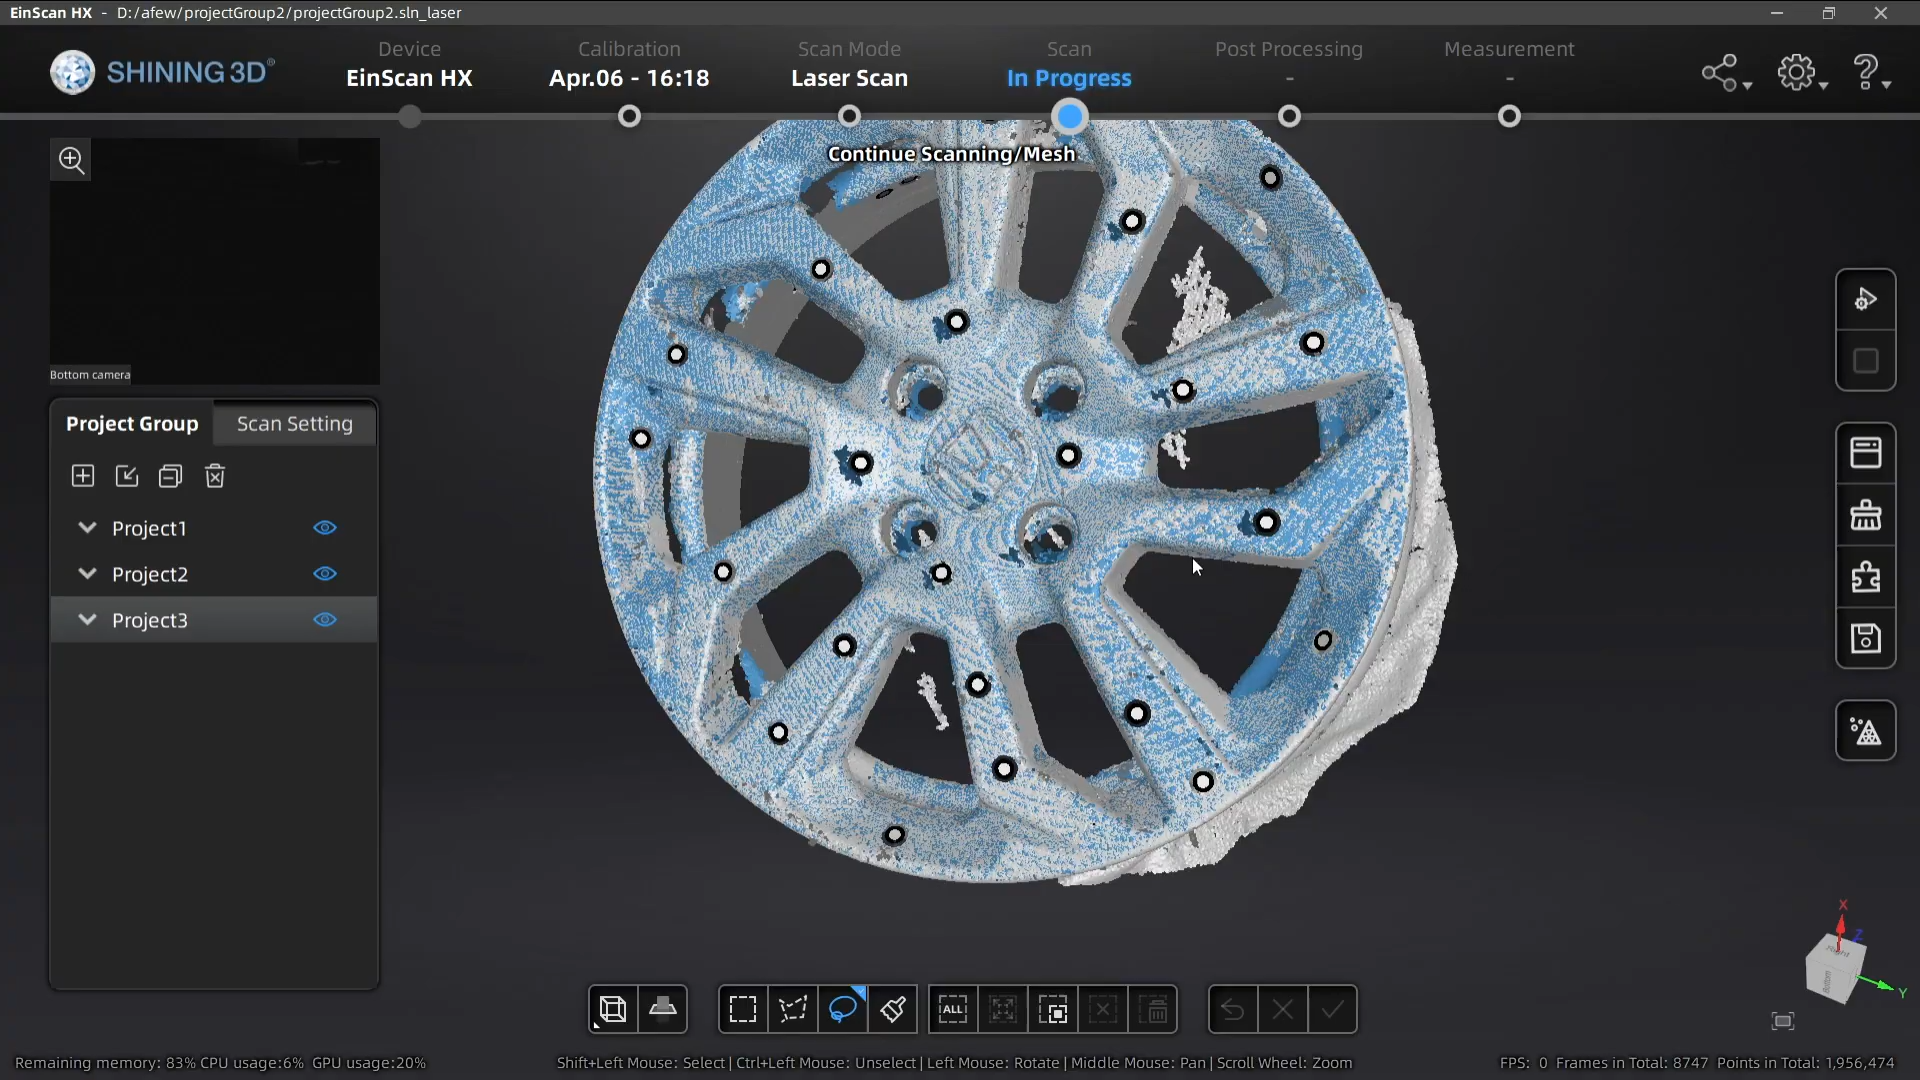 EinScan HX - D:/afew/projectGroup2/projectGroup2.sln_laser
SHINING 3D®
Device
EinScan HX
Calibration
Apr.06 - 16:18
Scan Mode
Laser Scan
Scan
In Progress
Post Processing
-
Measurement
-
Continue Scanning/Mesh
Bottom camera
Project Group
Scan Setting
Project1
Project2
Project3
ALL
X
Z
Y
Right
Bottom
Remaining memory: 83% CPU usage:6% GPU usage:20%
Shift+Left Mouse: Select | Ctrl+Left Mouse: Unselect | Left Mouse: Rotate | Middle Mouse: Pan | Scroll Wheel: Zoom
FPS: 0 Frames in Total: 8747 Points in Total: 1,956,474